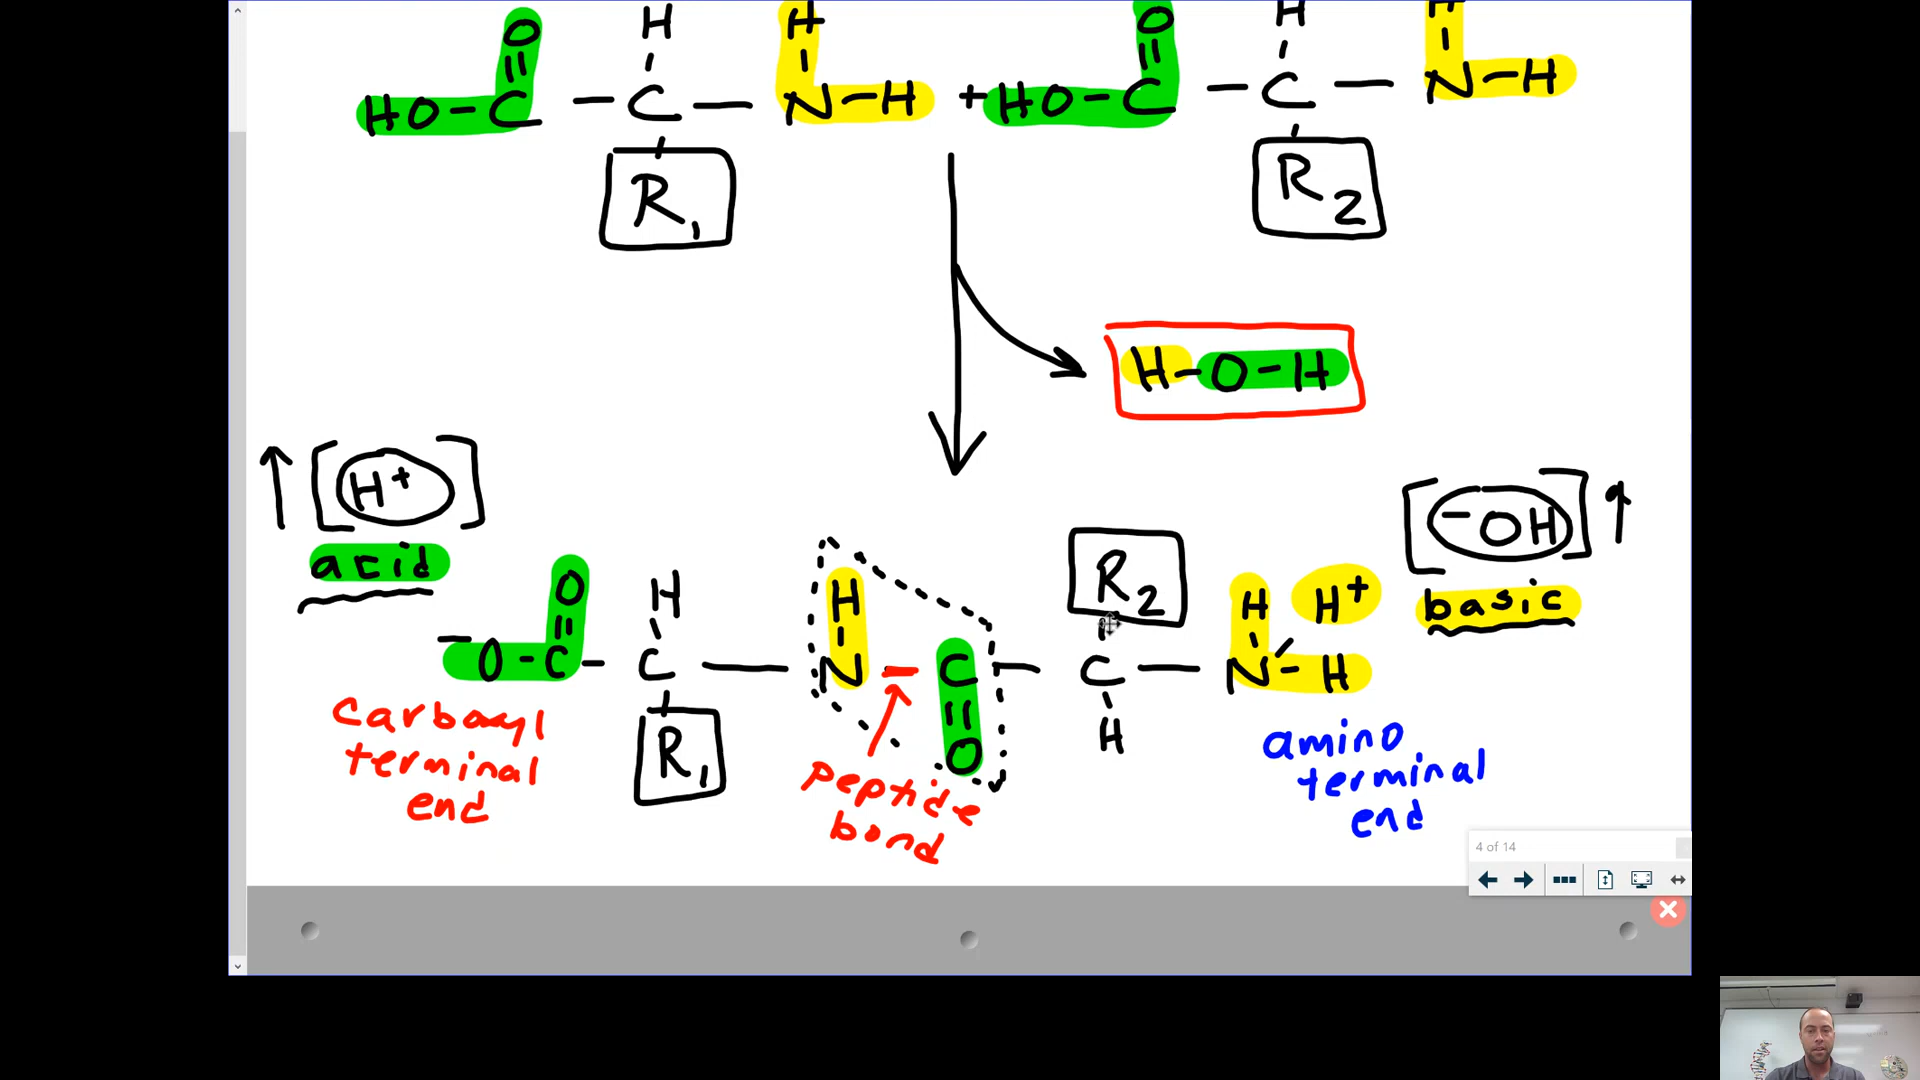 O H H O H H
HO-C - C - N-H + HO-C - C - N-H
R1 R2
H-O-H
[H+] [-OH]
acid basic
O H H R2 H H+
-O-C - C - N - C - C - N-H
R1 O H
carboxyl
terminal
end
peptide
bond
amino
terminal
end
4 of 14